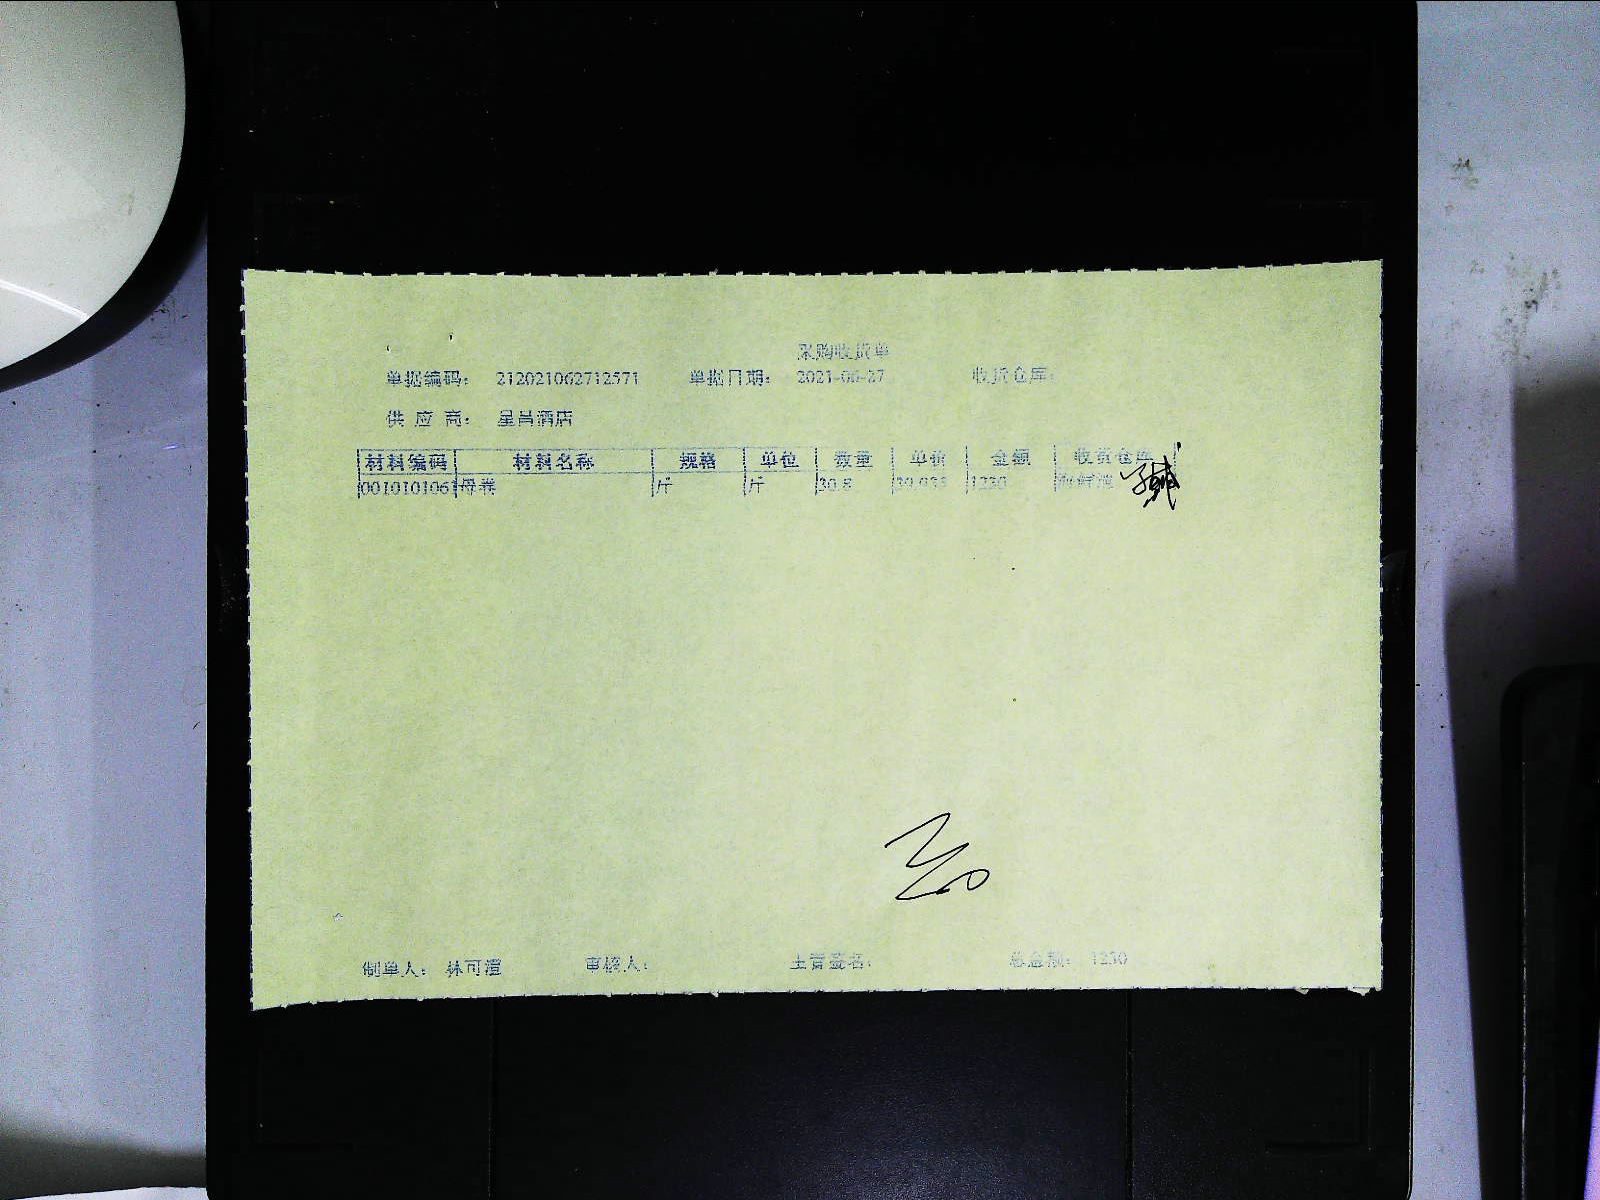 采购收货单
单据编码: 212021062712571 单据日期: 2021-06-27 收货仓库:
供 应 商: 星尚酒店
材料编码 材料名称 规格 单位 数量 单价 金额 收货仓库
0010101061 斤 斤 30.8 1230
制单人: 林可澧 审核人: 主管签名: 总金额: 1230